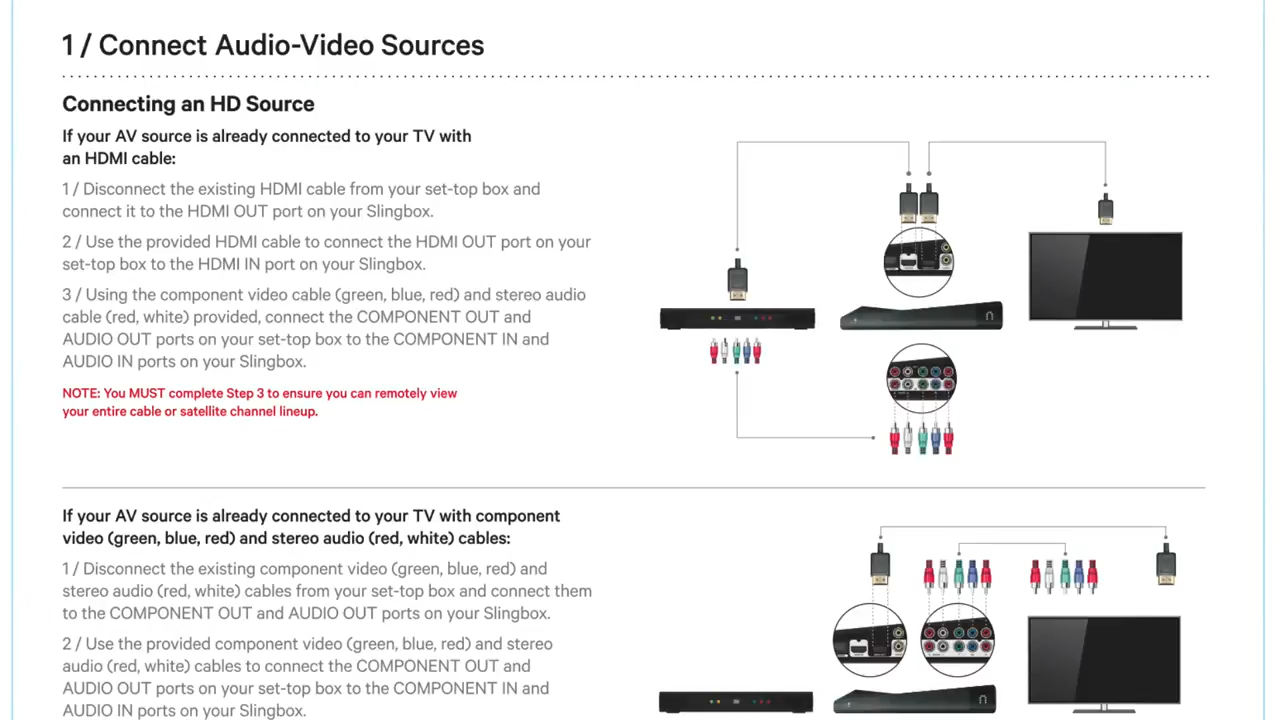 1 / Connect Audio-Video Sources
Connecting an HD Source
If your AV source is already connected to your TV with
an HDMI cable:
1 / Disconnect the existing HDMI cable from your set-top box and
connect it to the HDMI OUT port on your Slingbox.
2 / Use the provided HDMI cable to connect the HDMI OUT port on your
set-top box to the HDMI IN port on your Slingbox.
3 / Using the component video cable (green, blue, red) and stereo audio
cable (red, white) provided, connect the COMPONENT OUT and
AUDIO OUT ports on your set-top box to the COMPONENT IN and
AUDIO IN ports on your Slingbox.
NOTE: You MUST complete Step 3 to ensure you can remotely view
your entire cable or satellite channel lineup.
If your AV source is already connected to your TV with component
video (green, blue, red) and stereo audio (red, white) cables:
1 / Disconnect the existing component video (green, blue, red) and
stereo audio (red, white) cables from your set-top box and connect them
to the COMPONENT OUT and AUDIO OUT ports on your Slingbox.
2 / Use the provided component video (green, blue, red) and stereo
audio (red, white) cables to connect the COMPONENT OUT and
AUDIO OUT ports on your set-top box to the COMPONENT IN and
AUDIO IN ports on your Slingbox.